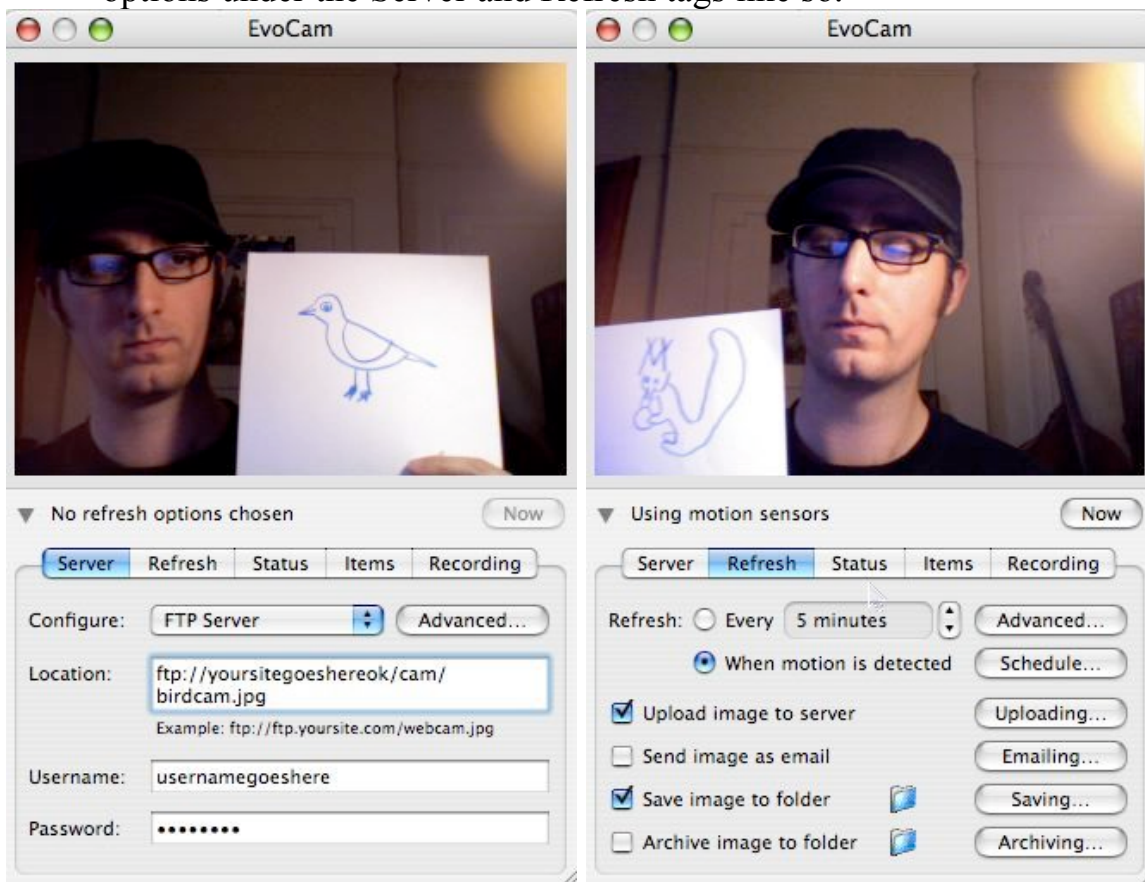 options under the Server and Refresh tags like so:
EvoCam
No refresh options chosen
Now
Server Refresh Status Items Recording
Configure: FTP Server Advanced...
Location: ftp://yoursitegoeshereok/cam/
birdcam.jpg
Example: ftp://ftp.yoursite.com/webcam.jpg
Username: usernamegoeshere
Password: ••••••••
EvoCam
Using motion sensors
Now
Server Refresh Status Items Recording
Refresh: Every 5 minutes Advanced...
When motion is detected Schedule...
Upload image to server Uploading...
Send image as email Emailing...
Save image to folder Saving...
Archive image to folder Archiving...